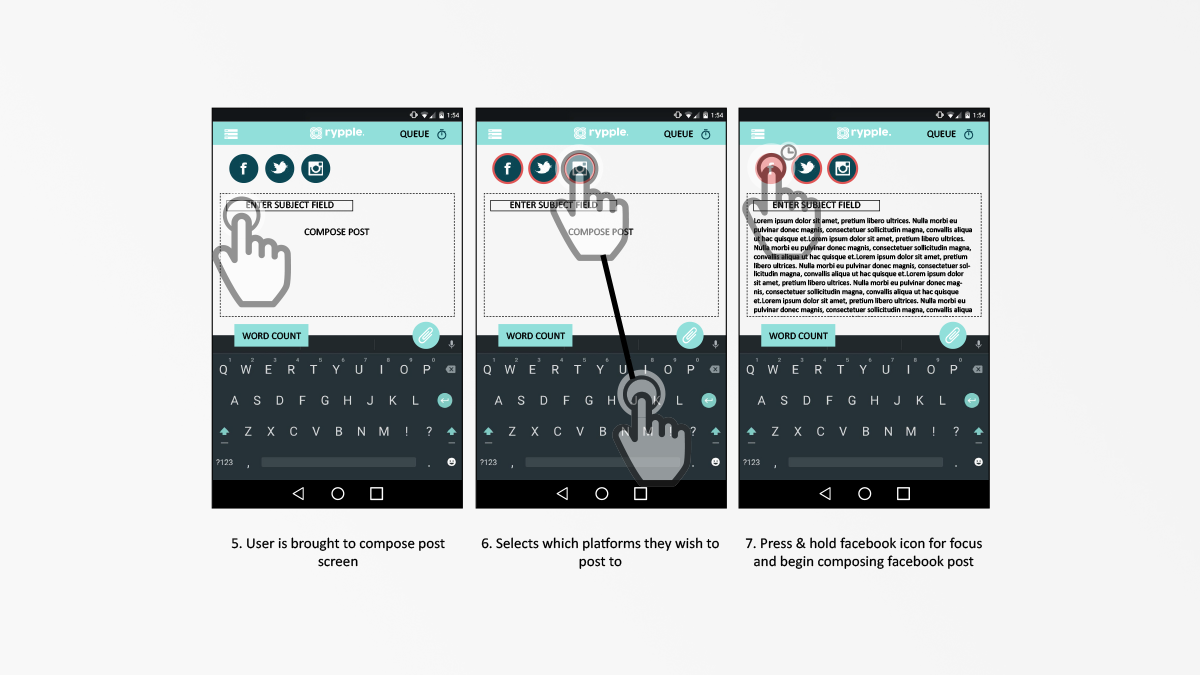 1:54
rypple. QUEUE
f
ENTER SUBJECT FIELD
COMPOSE POST
WORD COUNT
1 2 3 4 5 6 7 8 9 0
Q W E R T Y U I O P
A S D F G H J K L
Z X C V B N M ! ?
?123 , .
5. User is brought to compose post
screen
1:54
rypple. QUEUE
f
ENTER SUBJECT FIELD
COMPOSE POST
WORD COUNT
1 2 3 4 5 6 7 8 9 0
Q W E R T Y U I O P
A S D F G H J K L
Z X C V B N M ! ?
?123 , .
6. Selects which platforms they wish to
post to
1:54
rypple. QUEUE
f
ENTER SUBJECT FIELD
Lorem ipsum dolor sit amet, pretium libero ultrices. Nulla morbi eu
pulvinar donec magnis, consectetuer sollicitudin magna, convallis aliqua
ut hac quisque et.Lorem ipsum dolor sit amet, pretium libero ultrices.
Nulla morbi eu pulvinar donec magnis, consectetuer sollicitudin magna,
convallis aliqua ut hac quisque et.Lorem ipsum dolor sit amet, pretium
libero ultrices. Nulla morbi eu pulvinar donec magnis, consectetuer sol-
licitudin magna, convallis aliqua ut hac quisque et.Lorem ipsum dolor
sit amet, pretium libero ultrices. Nulla morbi eu pulvinar donec mag-
nis, consectetuer sollicitudin magna, convallis aliqua ut hac quisque
et.Lorem ipsum dolor sit amet, pretium libero ultrices. Nulla morbi eu
pulvinar donec magnis, consectetuer sollicitudin magna, convallis aliqua
WORD COUNT
1 2 3 4 5 6 7 8 9 0
Q W E R T Y U I O P
A S D F G H J K L
Z X C V B N M ! ?
?123 , .
7. Press & hold facebook icon for focus
and begin composing facebook post